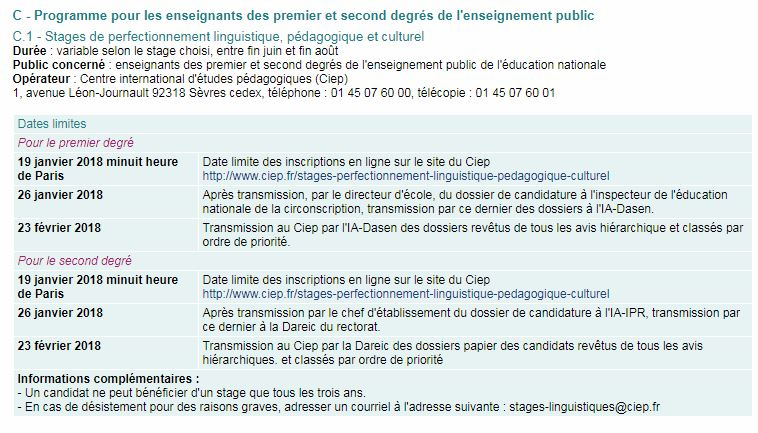 C - Programme pour les enseignants des premier et second degrés de l'enseignement public
C.1 - Stages de perfectionnement linguistique, pédagogique et culturel
Durée : variable selon le stage choisi, entre fin juin et fin août
Public concerné : enseignants des premier et second degrés de l'enseignement public de l'éducation nationale
Opérateur : Centre international d'études pédagogiques (Ciep)
1, avenue Léon-Journault 92318 Sèvres cedex, téléphone : 01 45 07 60 00, télécopie : 01 45 07 60 01
Dates limites
Pour le premier degré
19 janvier 2018 minuit heure
de Paris
Date limite des inscriptions en ligne sur le site du Ciep
http://www.ciep.fr/stages-perfectionnement-linguistique-pedagogique-culturel
26 janvier 2018
Après transmission, par le directeur d'école, du dossier de candidature à l'inspecteur de l'éducation
nationale de la circonscription, transmission par ce dernier des dossiers à l'IA-Dasen.
23 février 2018
Transmission au Ciep par l'IA-Dasen des dossiers revêtus de tous les avis hiérarchique et classés par
ordre de priorité.
Pour le second degré
19 janvier 2018 minuit heure
de Paris
Date limite des inscriptions en ligne sur le site du Ciep
http://www.ciep.fr/stages-perfectionnement-linguistique-pedagogique-culturel
26 janvier 2018
Après transmission par le chef d'établissement du dossier de candidature à l'IA-IPR, transmission par
ce dernier à la Dareic du rectorat.
23 février 2018
Transmission au Ciep par la Dareic des dossiers papier des candidats revêtus de tous les avis
hiérarchiques. et classés par ordre de priorité
Informations complémentaires :
- Un candidat ne peut bénéficier d'un stage que tous les trois ans.
- En cas de désistement pour des raisons graves, adresser un courriel à l'adresse suivante : stages-linguistiques@ciep.fr